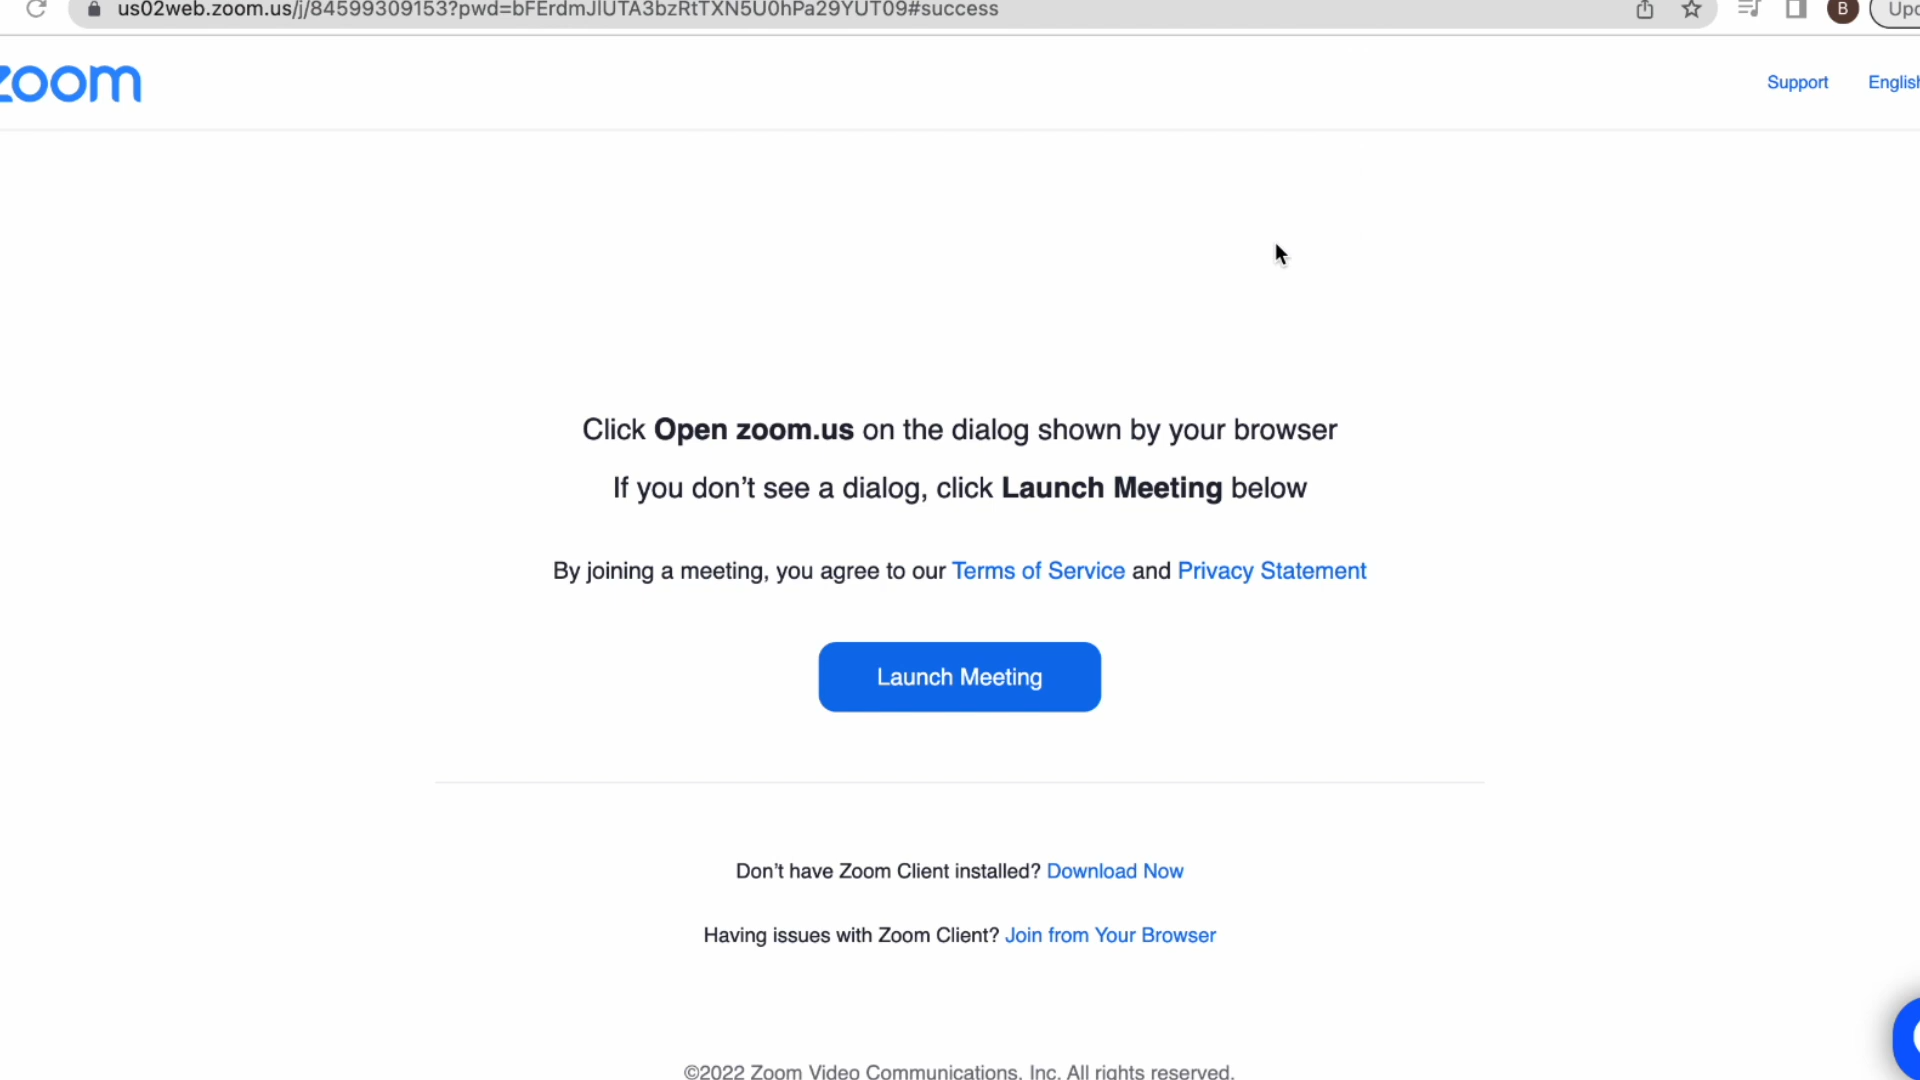 us02web.zoom.us/j/84599309153?pwd=bFErdmJlUTA3bzRtTXN5U0hPa29YUT09#success
B
Upd
zoom
Support
English
Click Open zoom.us on the dialog shown by your browser
If you don’t see a dialog, click Launch Meeting below
By joining a meeting, you agree to our Terms of Service and Privacy Statement
Launch Meeting
Don’t have Zoom Client installed? Download Now
Having issues with Zoom Client? Join from Your Browser
©2022 Zoom Video Communications, Inc. All rights reserved.